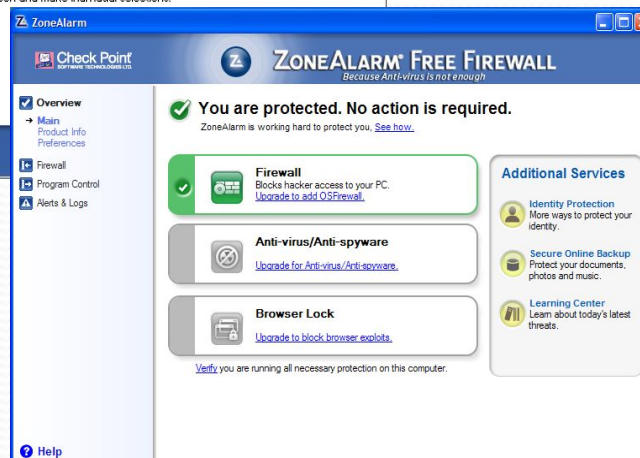 and make individual selections.
ZoneAlarm
Check Point
SOFTWARE TECHNOLOGIES LTD.
ZONEALARM® FREE FIREWALL
Because Anti-virus is not enough
Overview
Main
Product Info
Preferences
Firewall
Program Control
Alerts & Logs
Help
You are protected. No action is required.
ZoneAlarm is working hard to protect you, See how.
Firewall
Blocks hacker access to your PC.
Upgrade to add OSFirewall.
Anti-virus/Anti-spyware
Upgrade for Anti-virus/Anti-spyware.
Browser Lock
Upgrade to block browser exploits.
Verify you are running all necessary protection on this computer.
Additional Services
Identity Protection
More ways to protect your
identity.
Secure Online Backup
Protect your documents,
photos and music.
Learning Center
Learn about today's latest
threats.